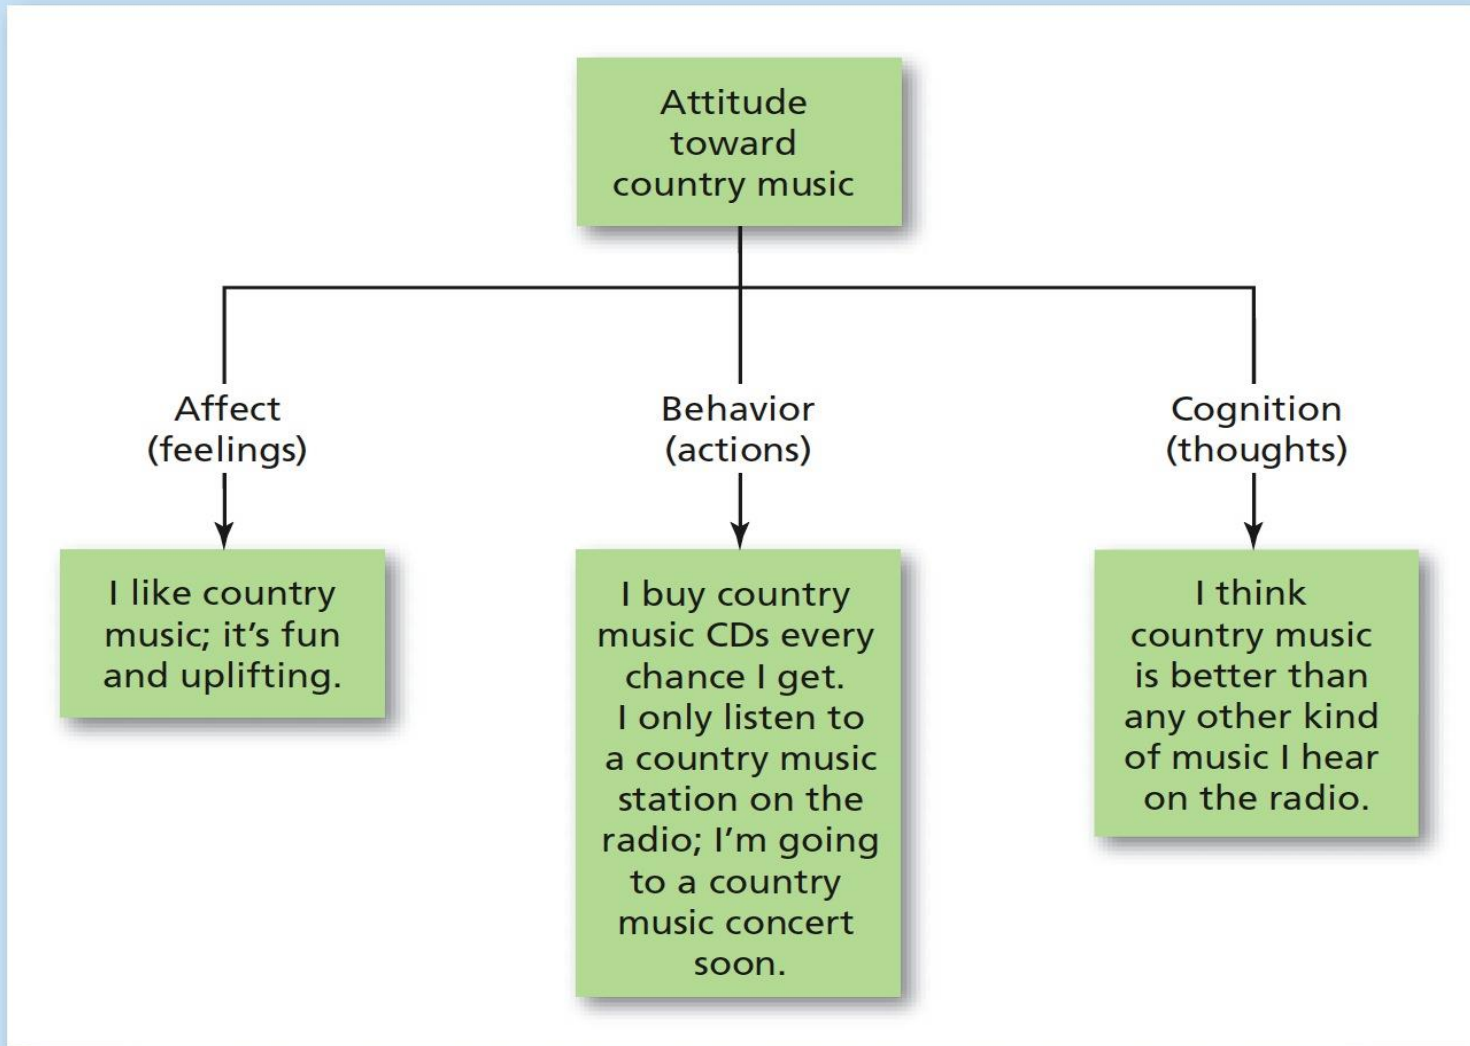 Attitude
toward
country music
Affect
(feelings)
Behavior
(actions)
Cognition
(thoughts)
I like country
music; it’s fun
and uplifting.
I buy country
music CDs every
chance I get.
I only listen to
a country music
station on the
radio; I’m going
to a country
music concert
soon.
I think
country music
is better than
any other kind
of music I hear
on the radio.